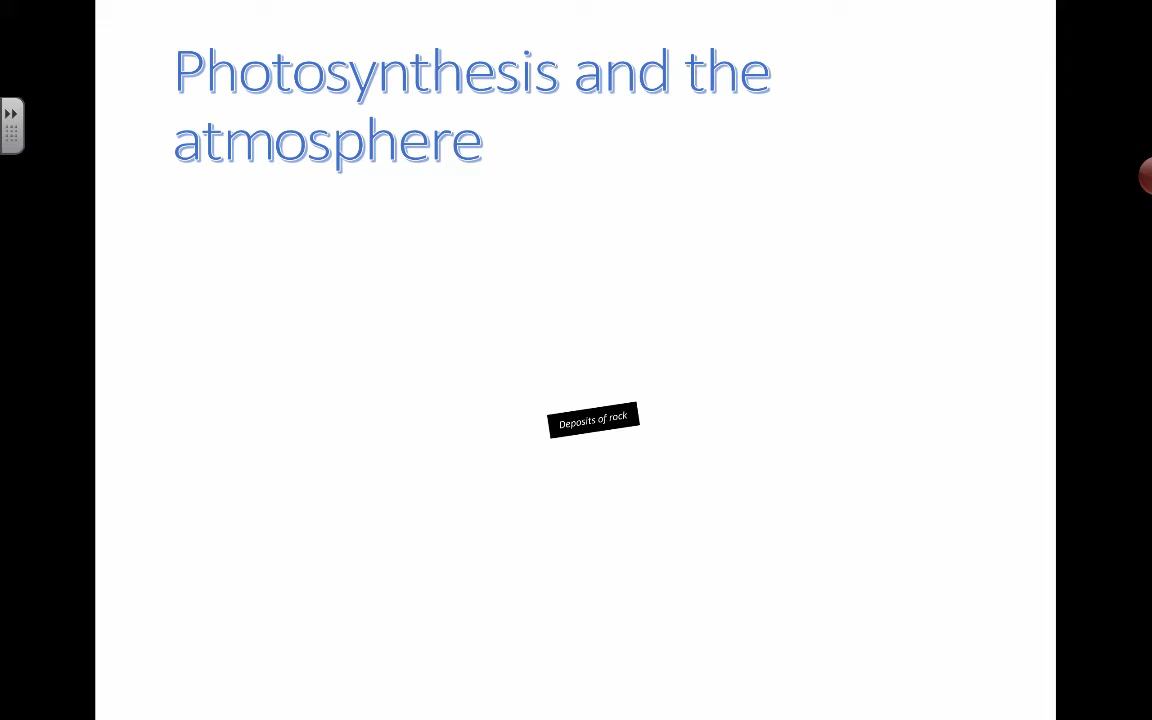 Photosynthesis and the
atmosphere
Deposits of rock